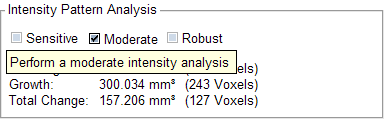 Intensity Pattern Analysis
Sensitive Moderate Robust
Perform a moderate intensity analysis
Growth: 300.034 mm³ (243 Voxels)
Total Change: 157.206 mm³ (127 Voxels)